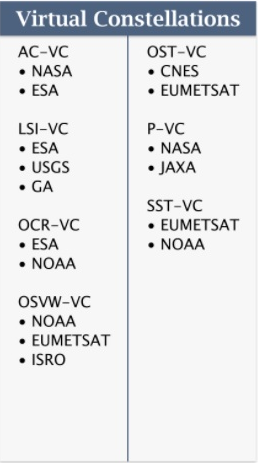 Virtual Constellations
AC-VC
• NASA
• ESA
LSI-VC
• ESA
• USGS
• GA
OCR-VC
• ESA
• NOAA
OSVW-VC
• NOAA
• EUMETSAT
• ISRO
OST-VC
• CNES
• EUMETSAT
P-VC
• NASA
• JAXA
SST-VC
• EUMETSAT
• NOAA